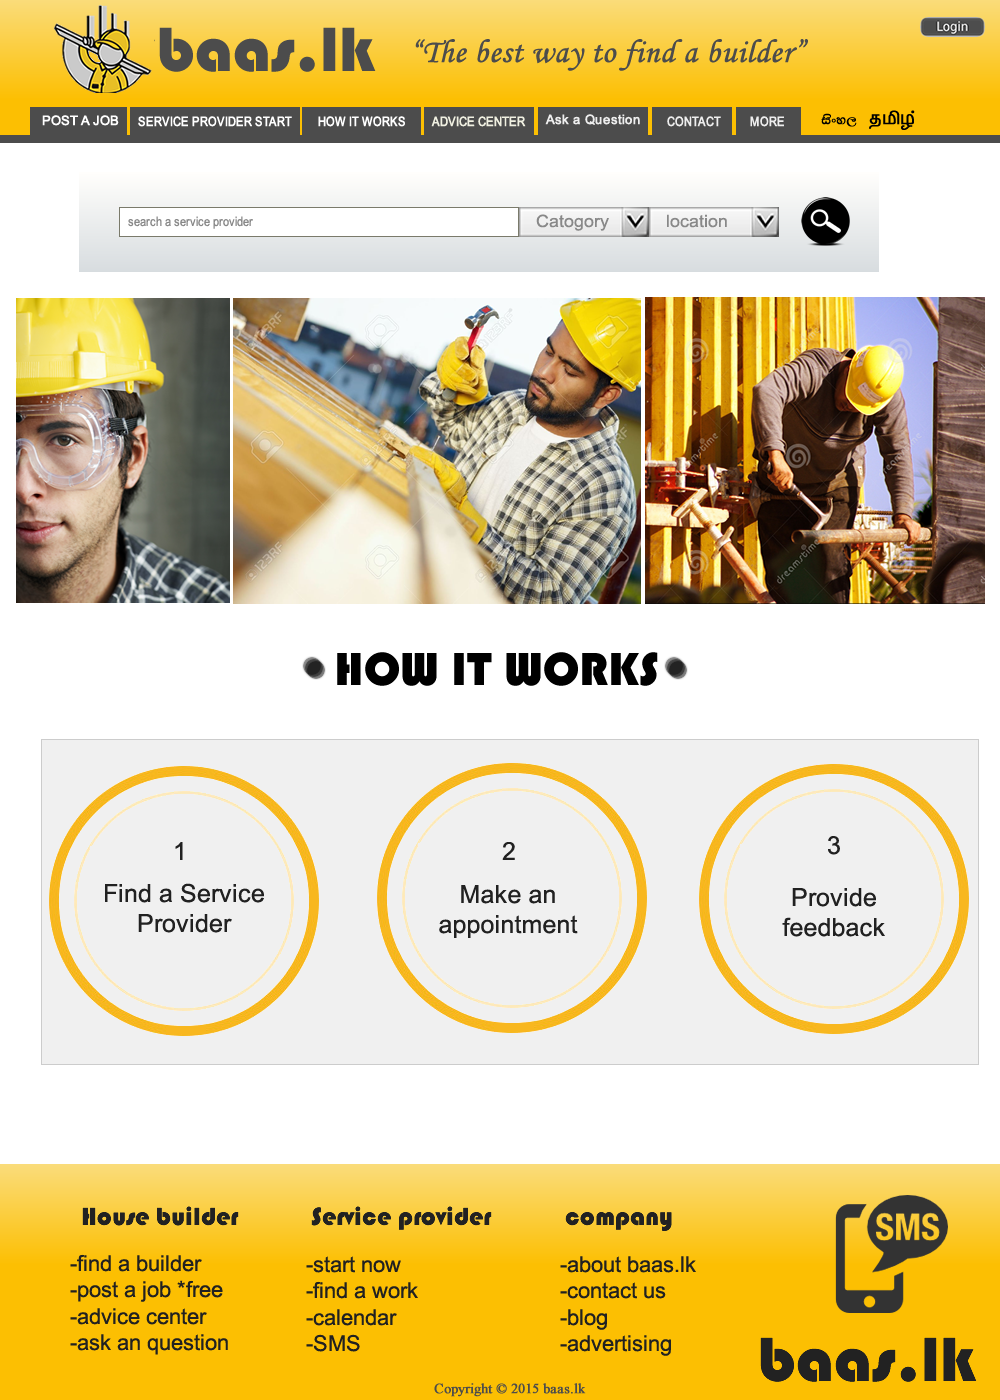 Login
baas.lk
“The best way to find a builder”
POST A JOB
SERVICE PROVIDER START
HOW IT WORKS
ADVICE CENTER
Ask a Question
CONTACT
MORE
සිංහල
தமிழ்
search a service provider
Catogory
location
123RF
dreamstime
HOW IT WORKS
1
Find a Service
Provider
2
Make an
appointment
3
Provide
feedback
House builder
-find a builder
-post a job *free
-advice center
-ask an question
Service provider
-start now
-find a work
-calendar
-SMS
company
-about baas.lk
-contact us
-blog
-advertising
SMS
baas.lk
Copyright © 2015 baas.lk